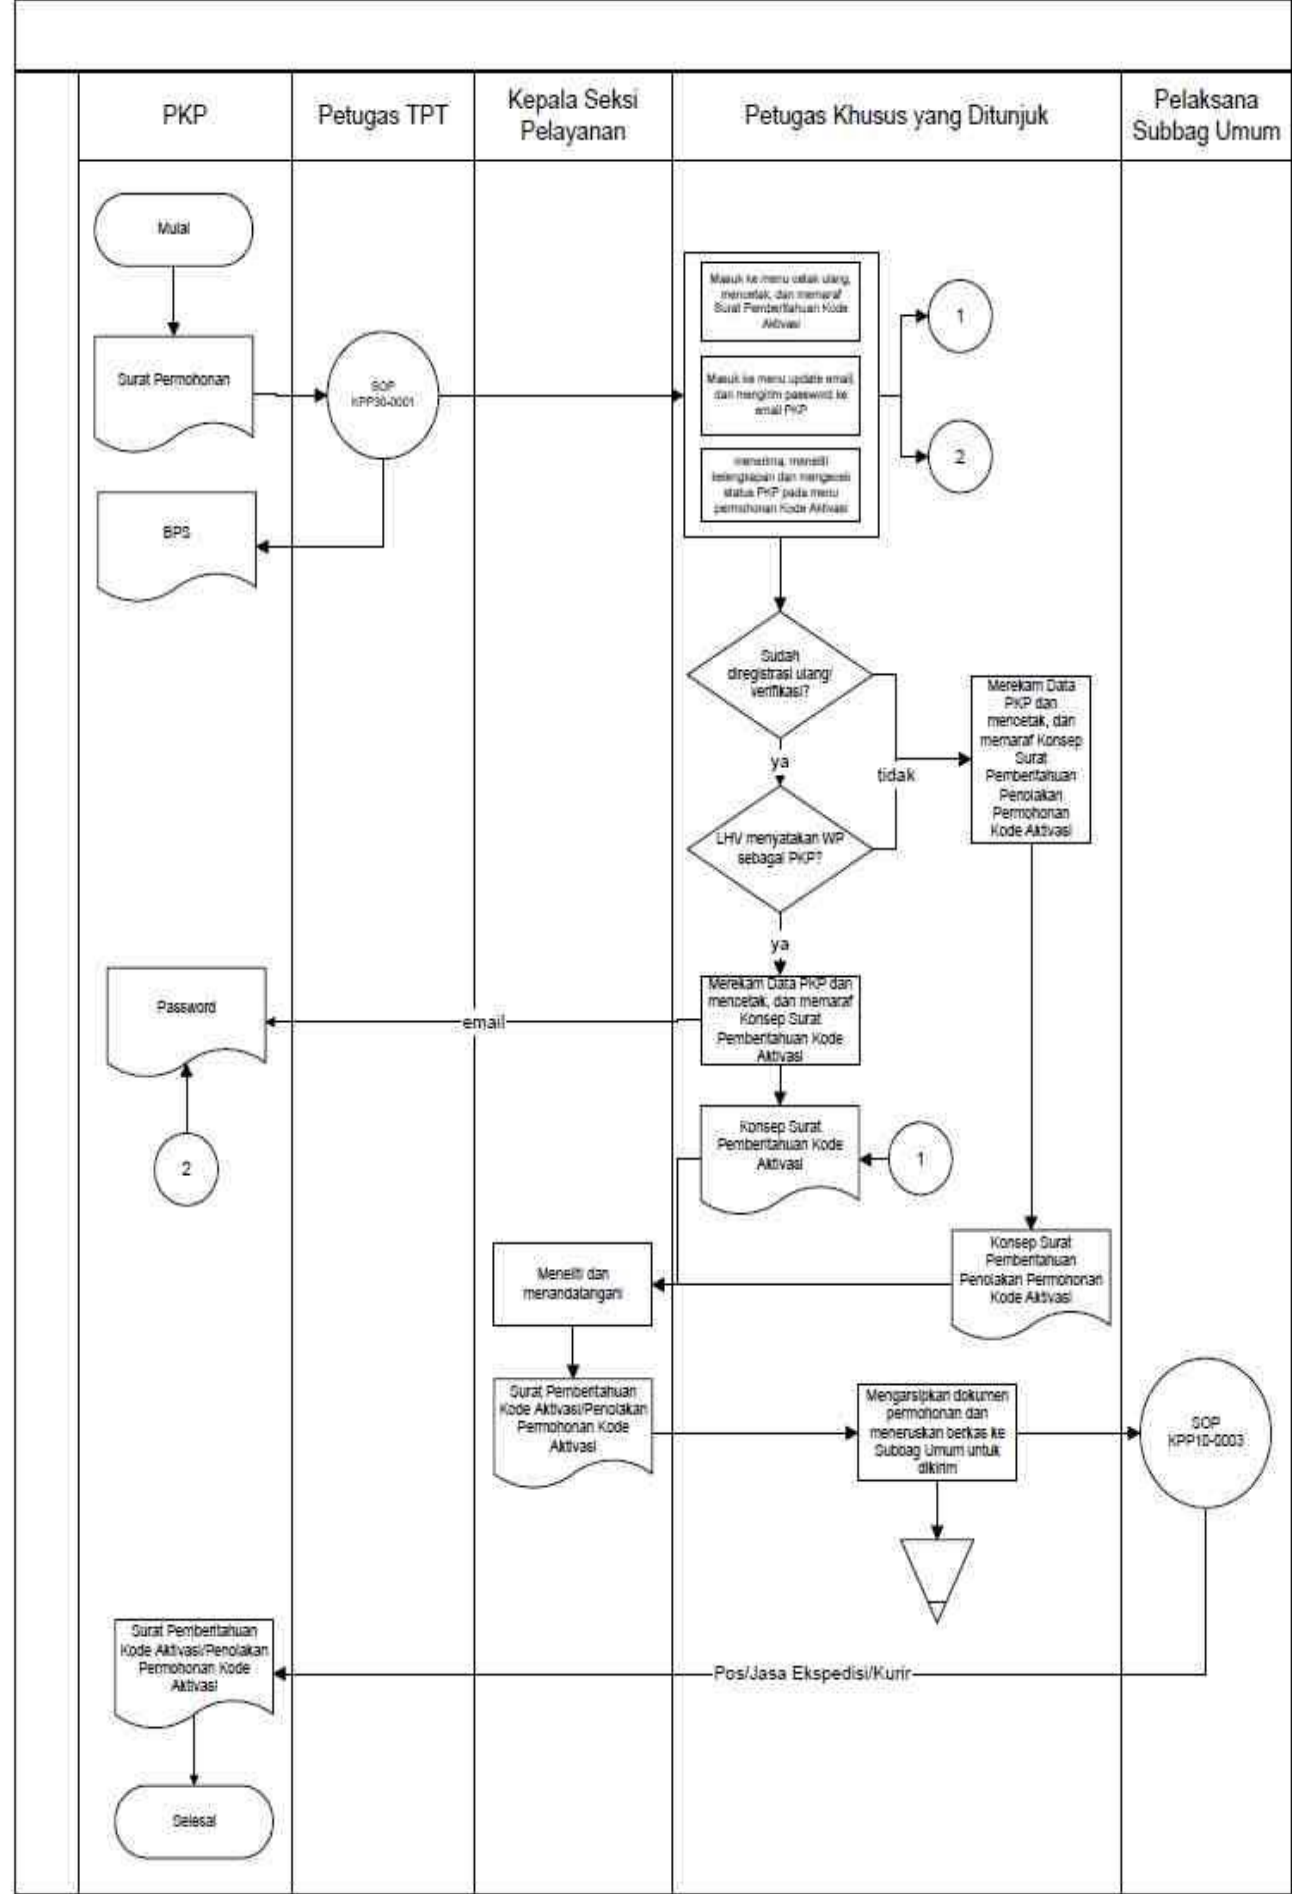 PKP
Petugas TPT
Kepala Seksi
Pelayanan
Petugas Khusus yang Ditunjuk
Pelaksana
Subbag Umum
Mulai
Surat Permohonan
SOP
KPP30-0001
BPS
Masuk ke menu cetak ulang,
mencetak, dan memaraf
Surat Pemberitahuan Kode
Aktivasi
Masuk ke menu update email,
dan mengirim password ke
email PKP
menerima, meneliti
kelengkapan dan mengecek
status PKP pada menu
permohonan Kode Aktivasi
1
2
Sudah
diregistrasi ulang/
verifikasi?
ya
tidak
Merekam Data
PKP dan
mencetak, dan
memaraf Konsep
Surat
Pemberitahuan
Penolakan
Permohonan
Kode Aktivasi
LHV menyatakan WP
sebagai PKP?
ya
Merekam Data PKP dan
mencetak, dan memaraf
Konsep Surat
Pemberitahuan Kode
Aktivasi
email
Password
2
Konsep Surat
Pemberitahuan Kode
Aktivasi
1
Konsep Surat
Pemberitahuan
Penolakan Permohonan
Kode Aktivasi
Meneliti dan
menandatangani
Surat Pemberitahuan
Kode Aktivasi/Penolakan
Permohonan Kode
Aktivasi
Mengarsipkan dokumen
permohonan dan
meneruskan berkas ke
Subbag Umum untuk
dikirim
SOP
KPP10-0003
Pos/Jasa Ekspedisi/Kurir
Surat Pemberitahuan
Kode Aktivasi/Penolakan
Permohonan Kode
Aktivasi
Selesai